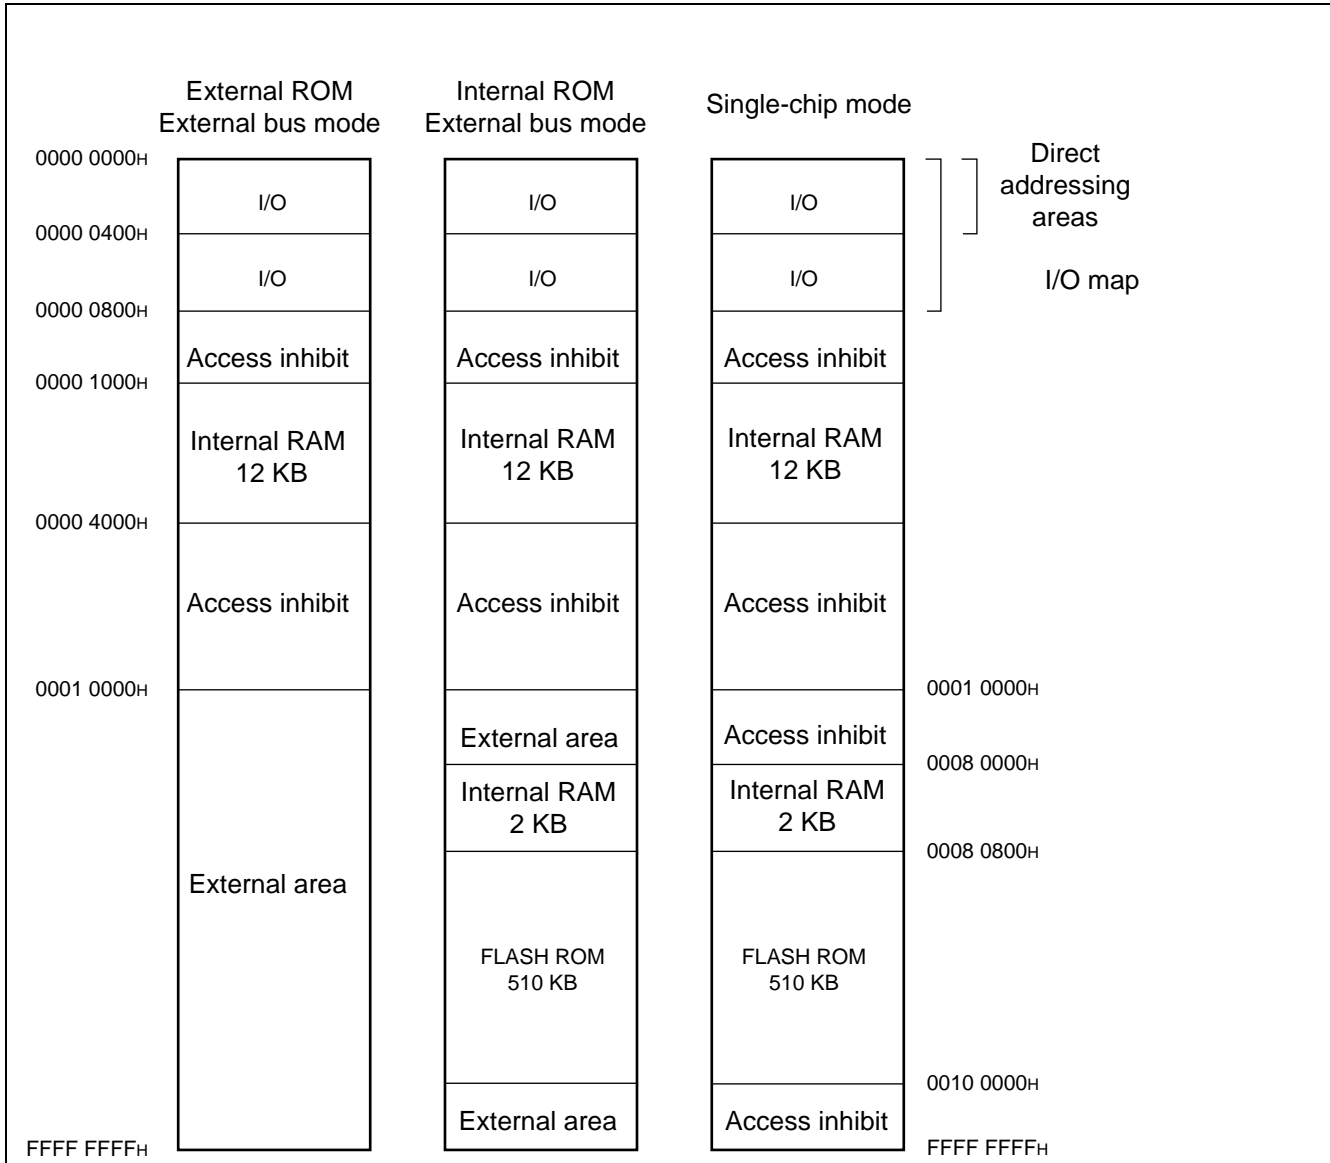 External ROM
External bus mode
Internal ROM
External bus mode
Single-chip mode
0000 0000H
0000 0400H
0000 0800H
0000 1000H
0000 4000H
0001 0000H
FFFF FFFFH
I/O
I/O
Access inhibit
Internal RAM
12 KB
Access inhibit
External area
I/O
I/O
Access inhibit
Internal RAM
12 KB
Access inhibit
External area
Internal RAM
2 KB
FLASH ROM
510 KB
External area
I/O
I/O
Access inhibit
Internal RAM
12 KB
Access inhibit
Access inhibit
Internal RAM
2 KB
FLASH ROM
510 KB
Access inhibit
Direct
addressing
areas
I/O map
0001 0000H
0008 0000H
0008 0800H
0010 0000H
FFFF FFFFH